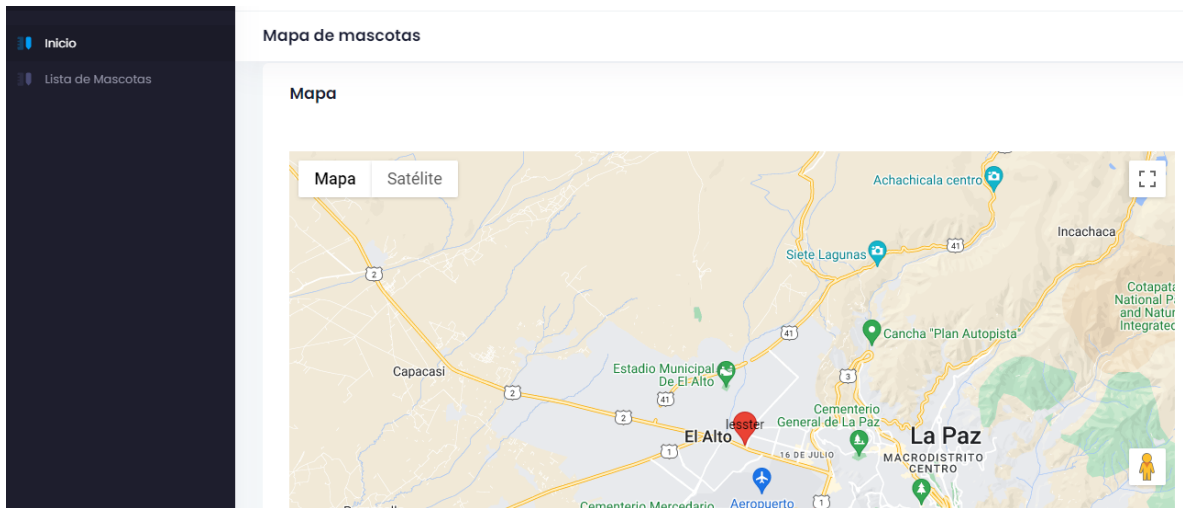 Inicio
Lista de Mascotas
Mapa de mascotas
Mapa
Mapa
Satélite
Achachicala centro
Incachaca
41
Siete Lagunas
2
Cotapata
National P
and Natur
Integrated
41
Cancha "Plan Autopista"
Estadio Municipal
De El Alto
Capacasi
3
2
41
Cementerio
General de La Paz
2
lesster
El Alto
La Paz
MACRODISTRITO
CENTRO
1
16 DE JULIO
Cementerio Mercedario
Aeropuerto
1